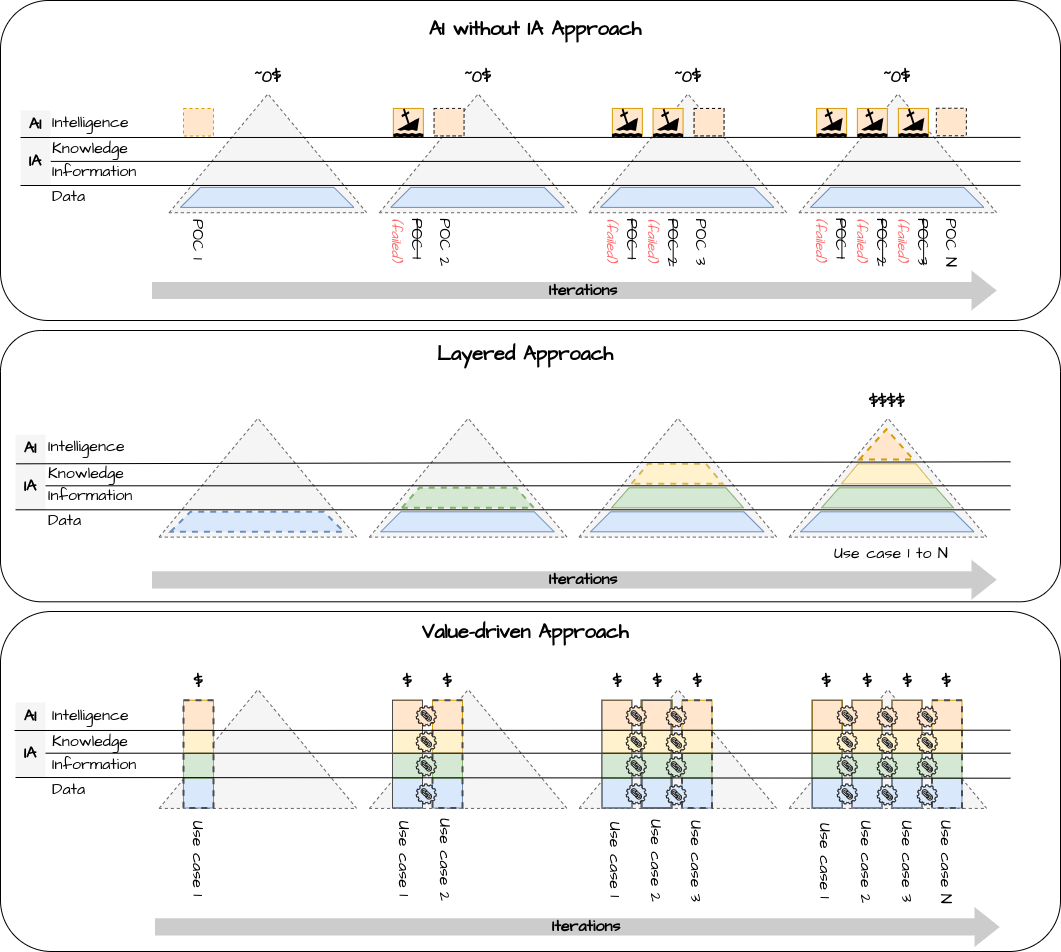 AI without IA Approach
~0$ ~0$ ~0$ ~0$
AI Intelligence
Knowledge
IA
Information
Data
POC 1
(failed) POC 1 POC 2
(failed) POC 1 (failed) POC 2 POC 3
(failed) POC 1 (failed) POC 2 (failed) POC 3 POC N
Iterations
Layered Approach
$$$$
AI Intelligence
Knowledge
IA
Information
Data
Use case 1 to N
Iterations
Value-driven Approach
$ $ $ $ $ $ $ $ $ $
AI Intelligence
Knowledge
IA
Information
Data
Use case 1
Use case 1 Use case 2
Use case 1 Use case 2 Use case 3
Use case 1 Use case 2 Use case 3 Use case N
Iterations